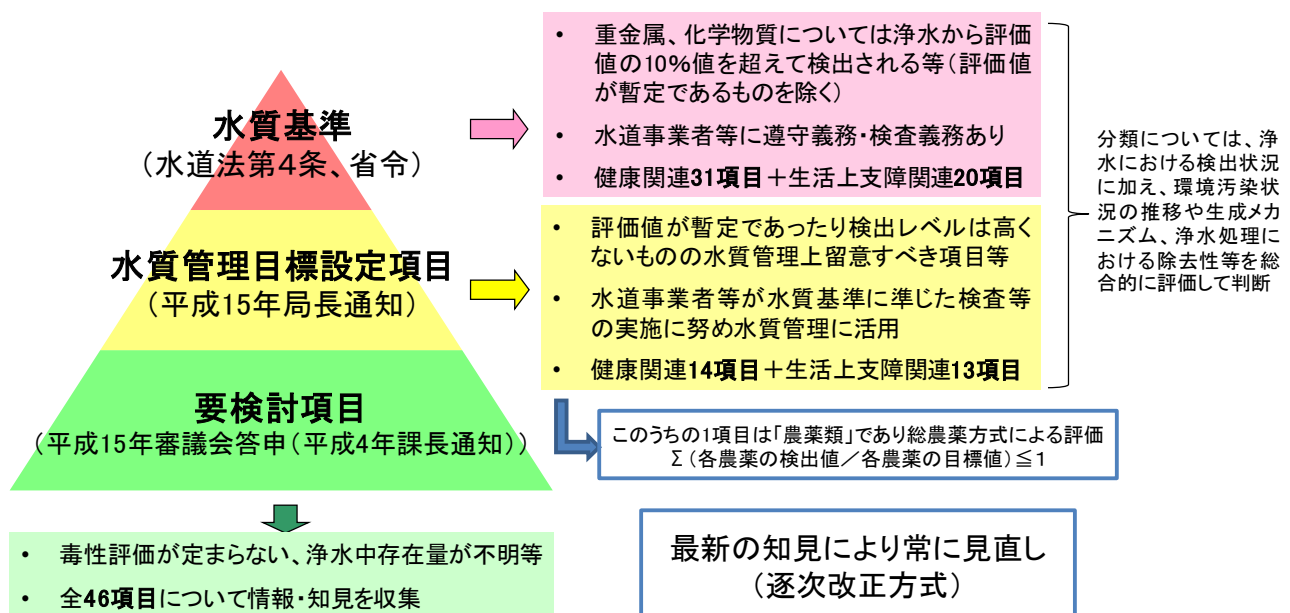 水質基準
（水道法第4条、省令）
・ 重金属、化学物質については浄水から評価
値の10％値を超えて検出される等（評価値
が暫定であるものを除く）
・ 水道事業者等に遵守義務・検査義務あり
・ 健康関連31項目＋生活上支障関連20項目
水質管理目標設定項目
（平成15年局長通知）
・ 評価値が暫定であったり検出レベルは高く
ないものの水質管理上留意すべき項目等
・ 水道事業者等が水質基準に準じた検査等
の実施に努め水質管理に活用
・ 健康関連14項目＋生活上支障関連13項目
分類については、浄
水における検出状況
に加え、環境汚染状
況の推移や生成メカ
ニズム、浄水処理に
おける除去性等を総
合的に評価して判断
要検討項目
（平成15年審議会答申（平成4年課長通知））
このうちの1項目は「農薬類」であり総農薬方式による評価
Σ（各農薬の検出値／各農薬の目標値）≦1
・ 毒性評価が定まらない、浄水中存在量が不明等
・ 全46項目について情報・知見を収集
最新の知見により常に見直し
（逐次改正方式）